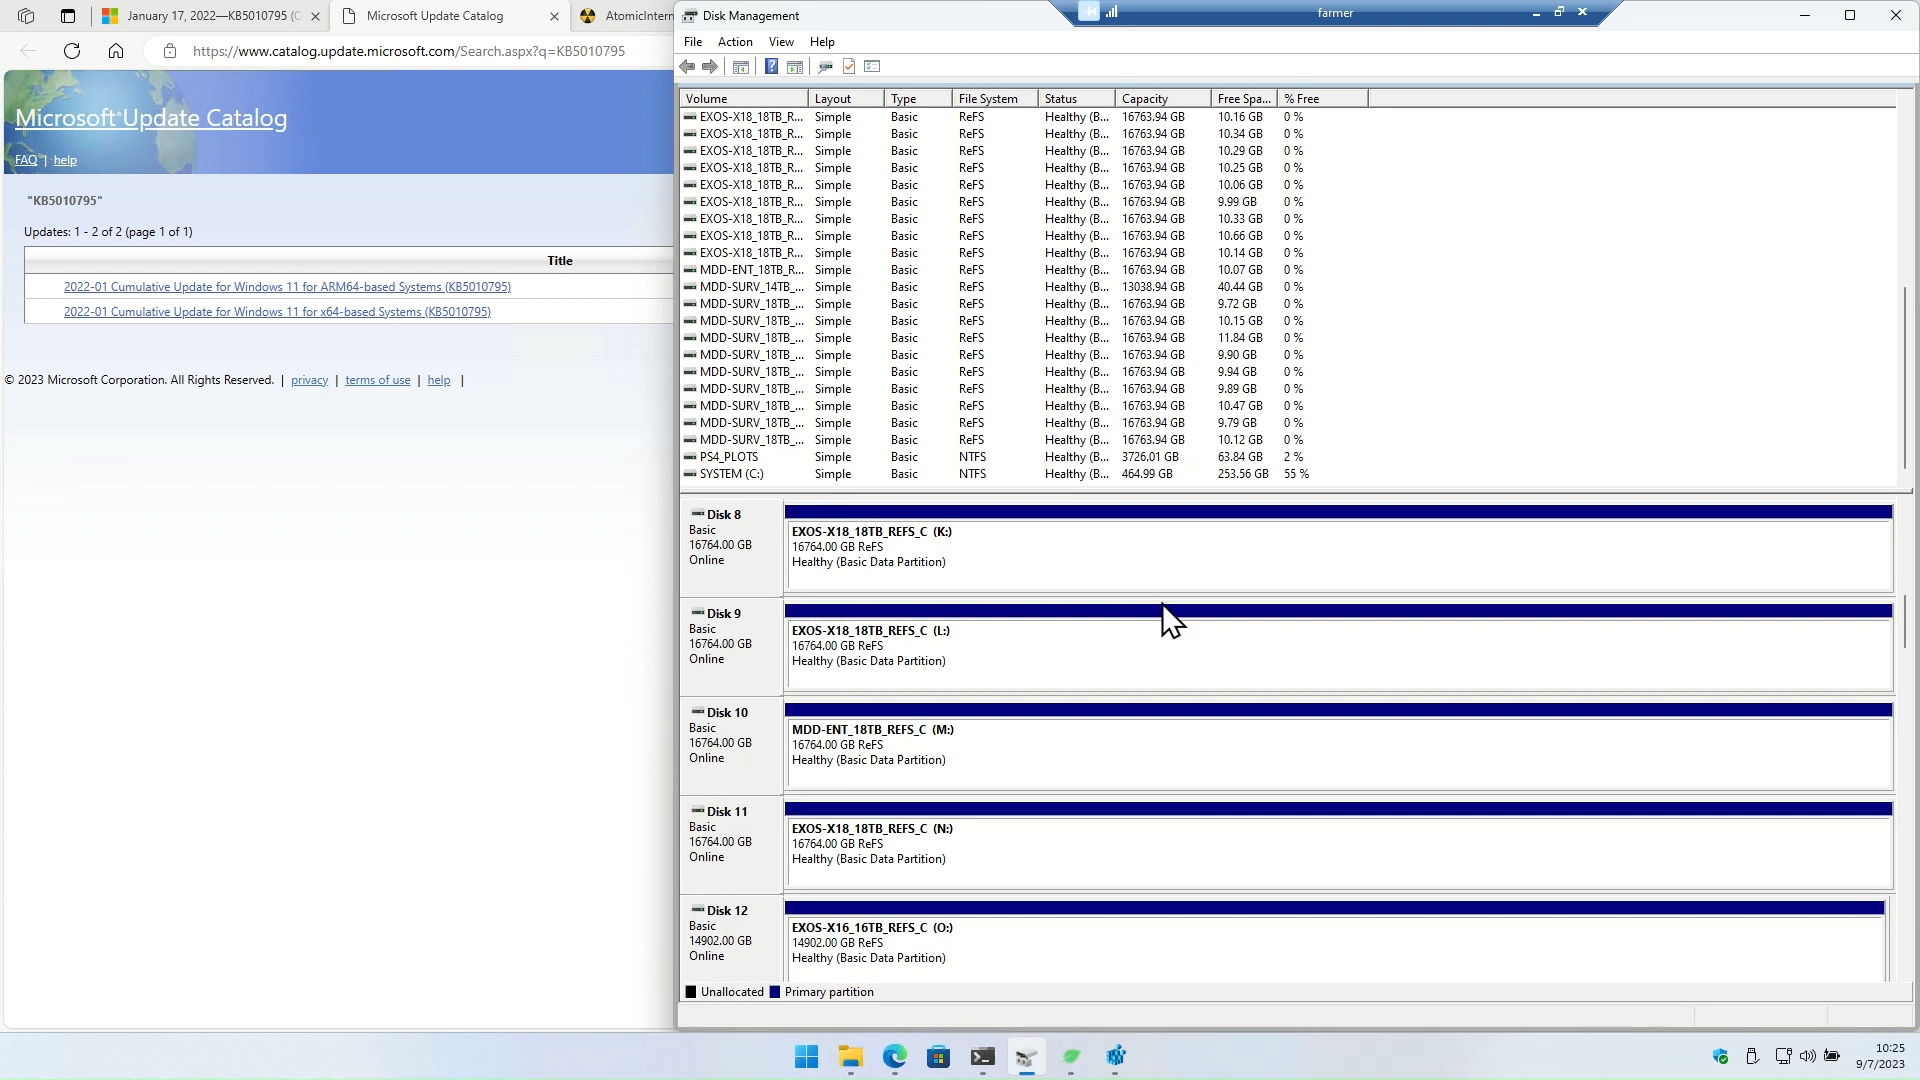 January 17, 2022—KB5010795 (
Microsoft Update Catalog
AtomicIntern
https://www.catalog.update.microsoft.com/Search.aspx?q=KB5010795
Microsoft Update Catalog
FAQ | help
"KB5010795"
Updates: 1 - 2 of 2 (page 1 of 1)
Title
2022-01 Cumulative Update for Windows 11 for ARM64-based Systems (KB5010795)
2022-01 Cumulative Update for Windows 11 for x64-based Systems (KB5010795)
© 2023 Microsoft Corporation. All Rights Reserved. | privacy | terms of use | help |
Disk Management
farmer
File Action View Help
Volume Layout Type File System Status Capacity Free Spa... % Free
EXOS-X18_18TB_R... Simple Basic ReFS Healthy (B... 16763.94 GB 10.16 GB 0 %
EXOS-X18_18TB_R... Simple Basic ReFS Healthy (B... 16763.94 GB 10.34 GB 0 %
EXOS-X18_18TB_R... Simple Basic ReFS Healthy (B... 16763.94 GB 10.29 GB 0 %
EXOS-X18_18TB_R... Simple Basic ReFS Healthy (B... 16763.94 GB 10.25 GB 0 %
EXOS-X18_18TB_R... Simple Basic ReFS Healthy (B... 16763.94 GB 10.06 GB 0 %
EXOS-X18_18TB_R... Simple Basic ReFS Healthy (B... 16763.94 GB 9.99 GB 0 %
EXOS-X18_18TB_R... Simple Basic ReFS Healthy (B... 16763.94 GB 10.33 GB 0 %
EXOS-X18_18TB_R... Simple Basic ReFS Healthy (B... 16763.94 GB 10.66 GB 0 %
EXOS-X18_18TB_R... Simple Basic ReFS Healthy (B... 16763.94 GB 10.14 GB 0 %
MDD-ENT_18TB_R... Simple Basic ReFS Healthy (B... 16763.94 GB 10.07 GB 0 %
MDD-SURV_14TB_... Simple Basic ReFS Healthy (B... 13038.94 GB 40.44 GB 0 %
MDD-SURV_18TB_... Simple Basic ReFS Healthy (B... 16763.94 GB 9.72 GB 0 %
MDD-SURV_18TB_... Simple Basic ReFS Healthy (B... 16763.94 GB 10.15 GB 0 %
MDD-SURV_18TB_... Simple Basic ReFS Healthy (B... 16763.94 GB 11.84 GB 0 %
MDD-SURV_18TB_... Simple Basic ReFS Healthy (B... 16763.94 GB 9.90 GB 0 %
MDD-SURV_18TB_... Simple Basic ReFS Healthy (B... 16763.94 GB 9.94 GB 0 %
MDD-SURV_18TB_... Simple Basic ReFS Healthy (B... 16763.94 GB 9.89 GB 0 %
MDD-SURV_18TB_... Simple Basic ReFS Healthy (B... 16763.94 GB 10.47 GB 0 %
MDD-SURV_18TB_... Simple Basic ReFS Healthy (B... 16763.94 GB 9.79 GB 0 %
MDD-SURV_18TB_... Simple Basic ReFS Healthy (B... 16763.94 GB 10.12 GB 0 %
PS4_PLOTS Simple Basic NTFS Healthy (B... 3726.01 GB 63.84 GB 2 %
SYSTEM (C:) Simple Basic NTFS Healthy (B... 464.99 GB 253.56 GB 55 %
Disk 8
Basic
16764.00 GB
Online
EXOS-X18_18TB_REFS_C (K:)
16764.00 GB ReFS
Healthy (Basic Data Partition)
Disk 9
Basic
16764.00 GB
Online
EXOS-X18_18TB_REFS_C (L:)
16764.00 GB ReFS
Healthy (Basic Data Partition)
Disk 10
Basic
16764.00 GB
Online
MDD-ENT_18TB_REFS_C (M:)
16764.00 GB ReFS
Healthy (Basic Data Partition)
Disk 11
Basic
16764.00 GB
Online
EXOS-X18_18TB_REFS_C (N:)
16764.00 GB ReFS
Healthy (Basic Data Partition)
Disk 12
Basic
14902.00 GB
Online
EXOS-X16_16TB_REFS_C (O:)
14902.00 GB ReFS
Healthy (Basic Data Partition)
Unallocated Primary partition
10:25
9/7/2023